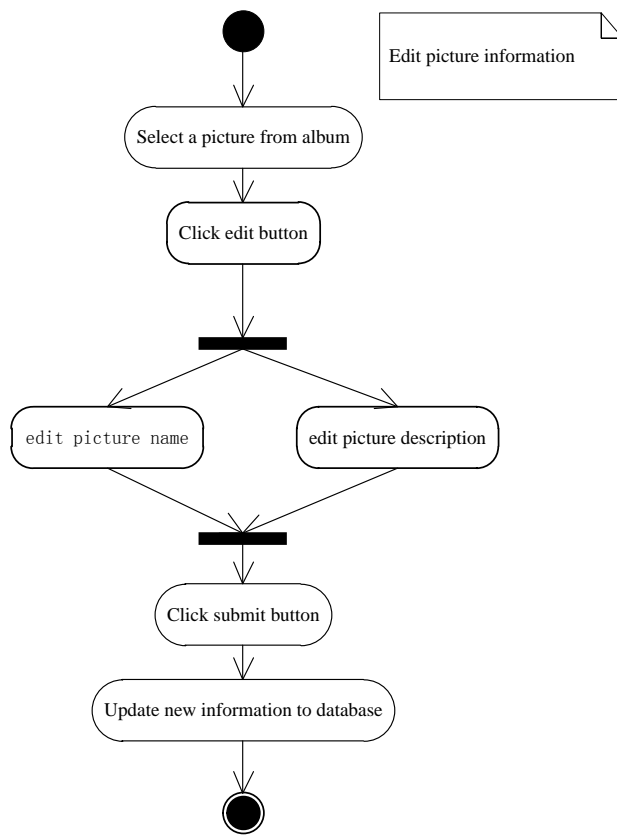 Edit picture information
Select a picture from album
Click edit button
edit picture name
edit picture description
Click submit button
Update new information to database